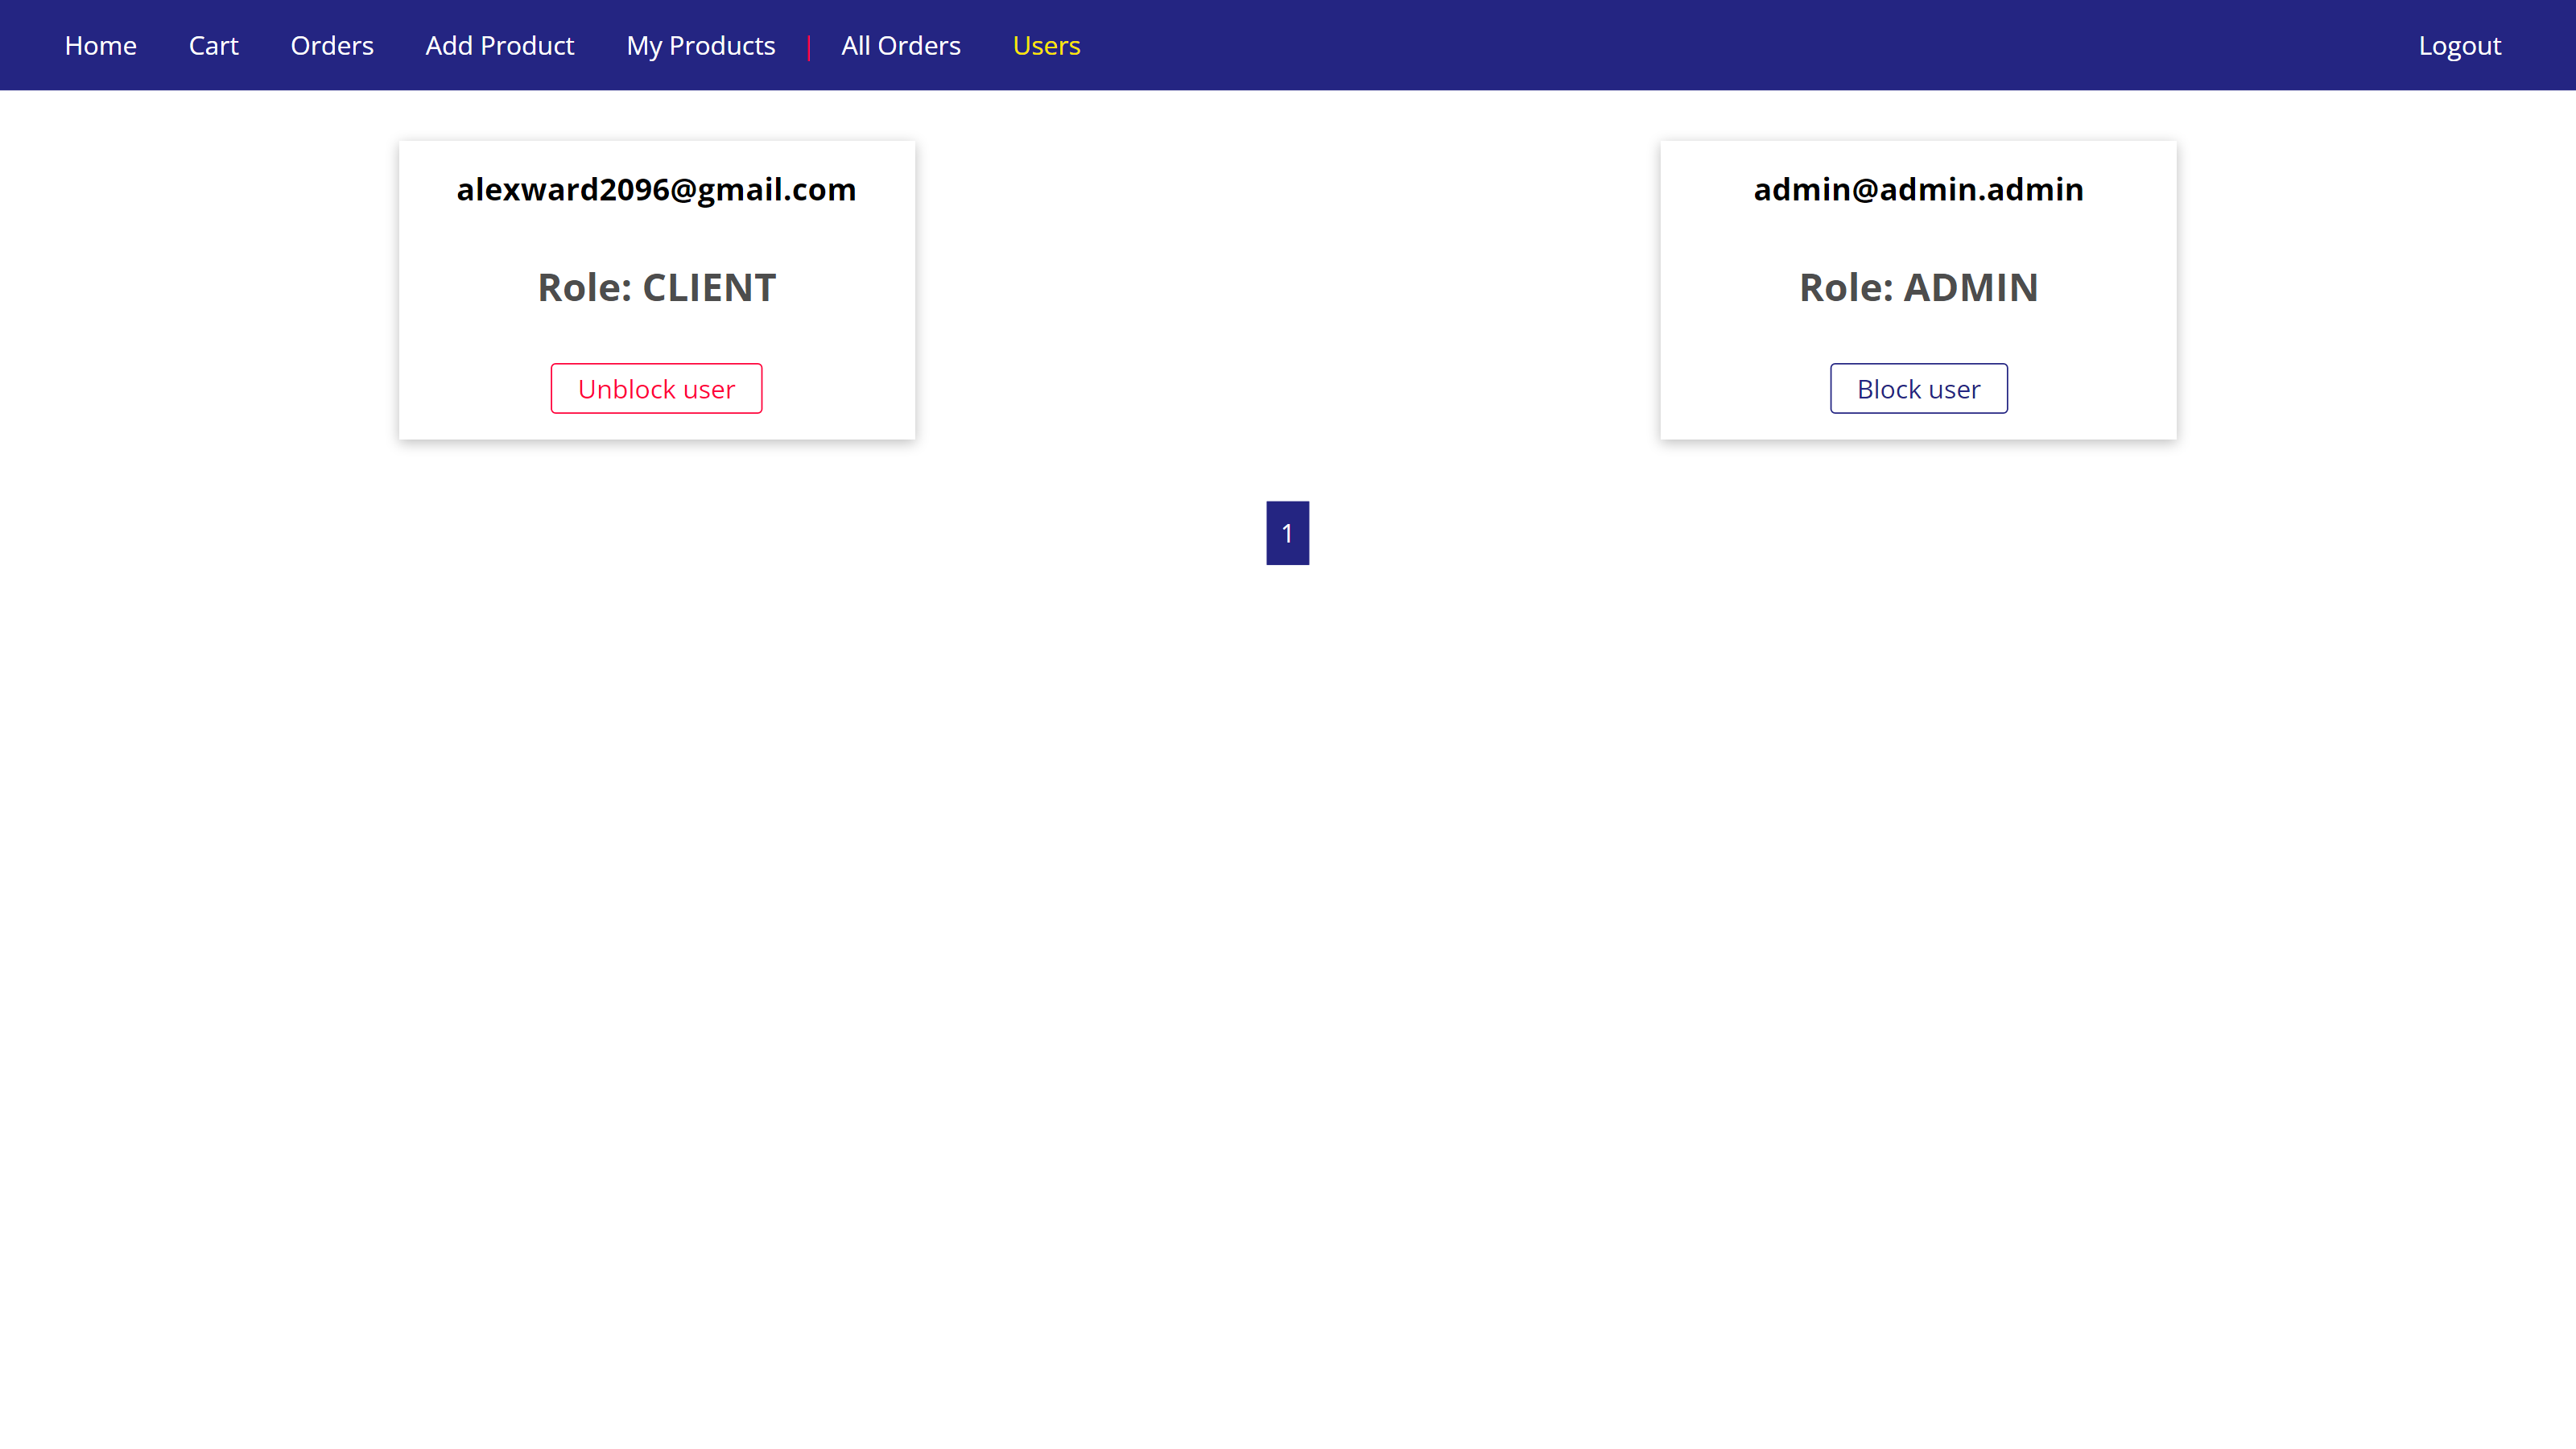 Home Cart Orders Add Product My Products | All Orders Users Logout
alexward2096@gmail.com
Role: CLIENT
Unblock user
admin@admin.admin
Role: ADMIN
Block user
1